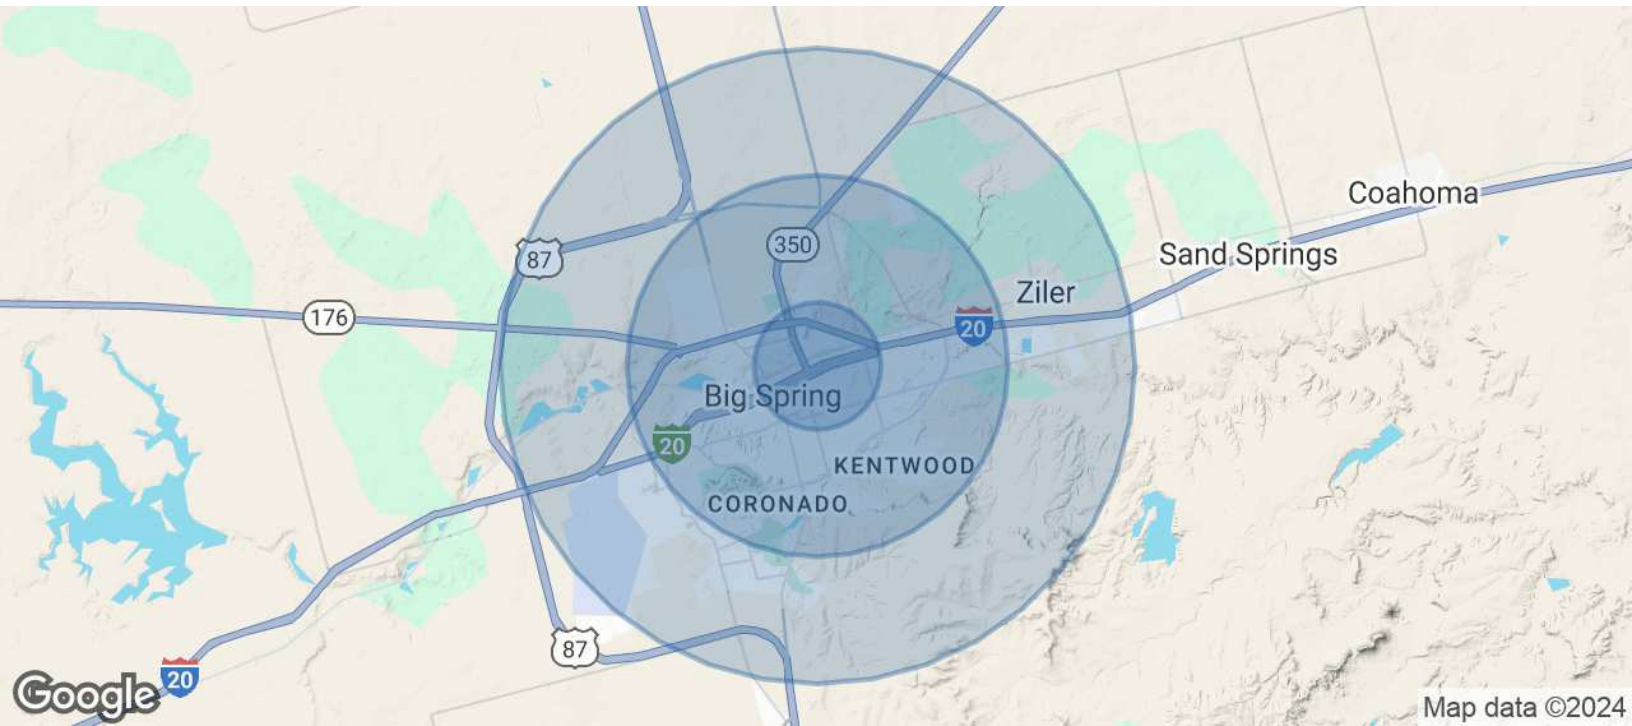 Coahoma
350
87
Sand Springs
Ziler
176
20
Big Spring
20
KENTWOOD
CORONADO
87
20
Google
Map data ©2024